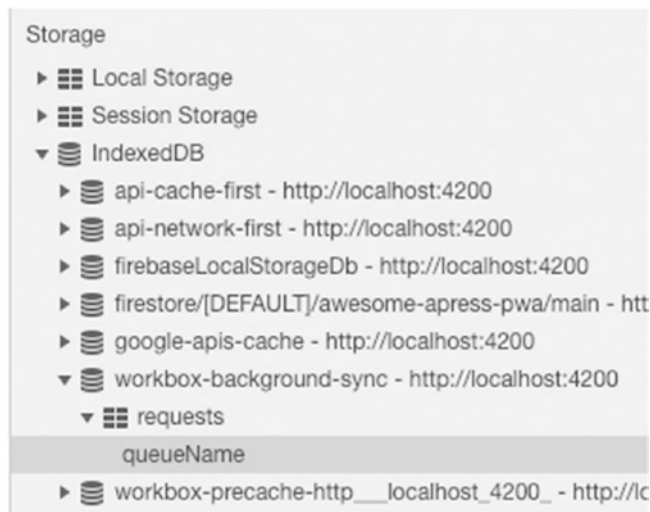 Storage
Local Storage
Session Storage
IndexedDB
api-cache-first - http://localhost:4200
api-network-first - http://localhost:4200
firebaseLocalStorageDb - http://localhost:4200
firestore/[DEFAULT]/awesome-apress-pwa/main - htt
google-apis-cache - http://localhost:4200
workbox-background-sync - http://localhost:4200
requests
queueName
workbox-precache-http___localhost_4200_ - http://lo